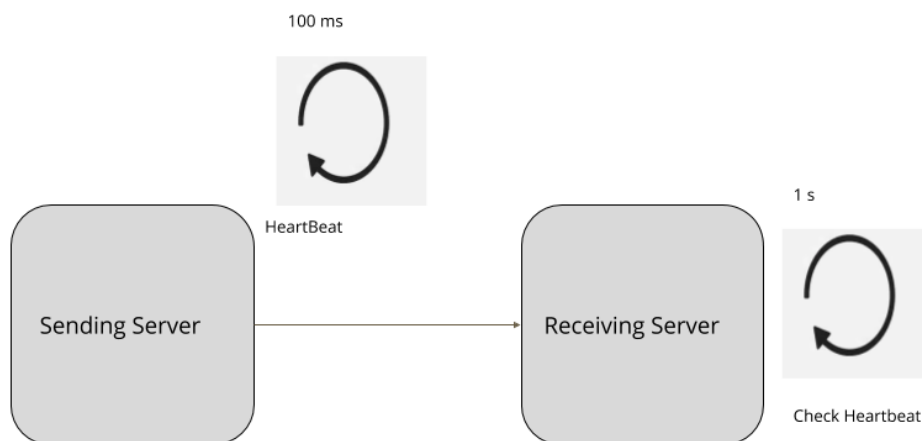 100 ms
HeartBeat
1 s
Sending Server
Receiving Server
Check Heartbeat